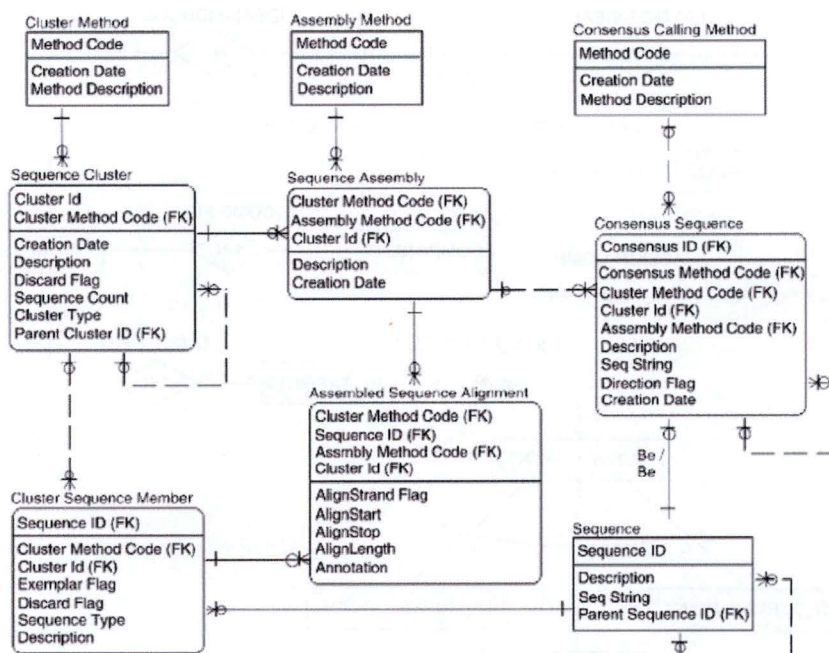 Cluster Method
Method Code
Creation Date
Method Description
Assembly Method
Method Code
Creation Date
Description
Consensus Calling Method
Method Code
Creation Date
Method Description
Sequence Cluster
Cluster Id
Cluster Method Code (FK)
Creation Date
Description
Discard Flag
Sequence Count
Cluster Type
Parent Cluster ID (FK)
Sequence Assembly
Cluster Method Code (FK)
Assembly Method Code (FK)
Cluster Id (FK)
Description
Creation Date
Consensus Sequence
Consensus ID (FK)
Consensus Method Code (FK)
Cluster Method Code (FK)
Cluster Id (FK)
Assembly Method Code (FK)
Description
Seq String
Direction Flag
Creation Date
Assembled Sequence Alignment
Cluster Method Code (FK)
Sequence ID (FK)
Assmbly Method Code (FK)
Cluster Id (FK)
AlignStrand Flag
AlignStart
AlignStop
AlignLength
Annotation
Be /
Be
Cluster Sequence Member
Sequence ID (FK)
Cluster Method Code (FK)
Cluster Id (FK)
Exemplar Flag
Discard Flag
Sequence Type
Description
Sequence
Sequence ID
Description
Seq String
Parent Sequence ID (FK)